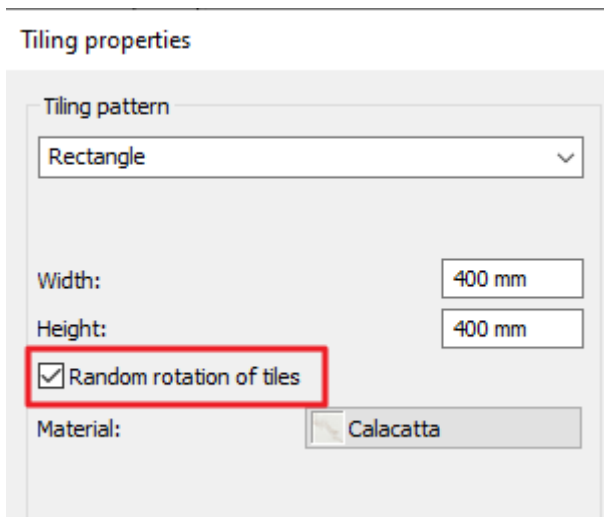 Tiling properties
Tiling pattern
Rectangle
Width: 400 mm
Height: 400 mm
Random rotation of tiles
Material: Calacatta